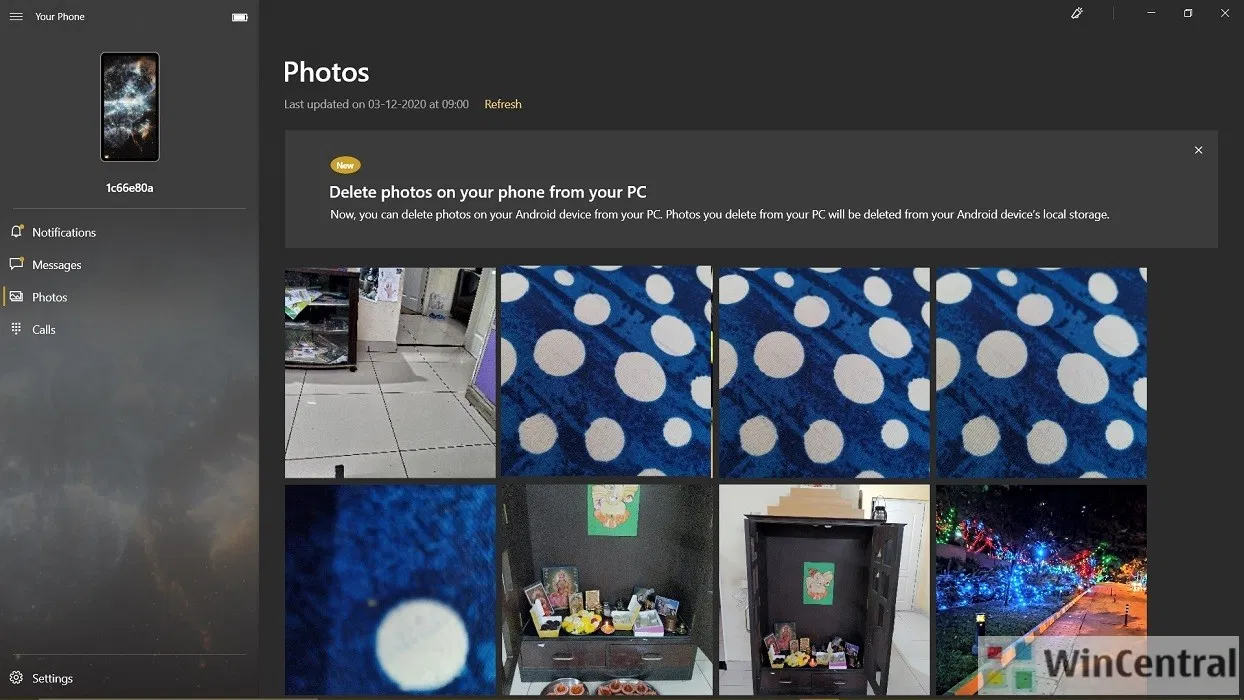 Your Phone
1c66e80a
Notifications
Messages
Photos
Calls
Settings
Photos
Last updated on 03-12-2020 at 09:00 Refresh
New
Delete photos on your phone from your PC
Now, you can delete photos on your Android device from your PC. Photos you delete from your PC will be deleted from your Android device's local storage.
WinCentral